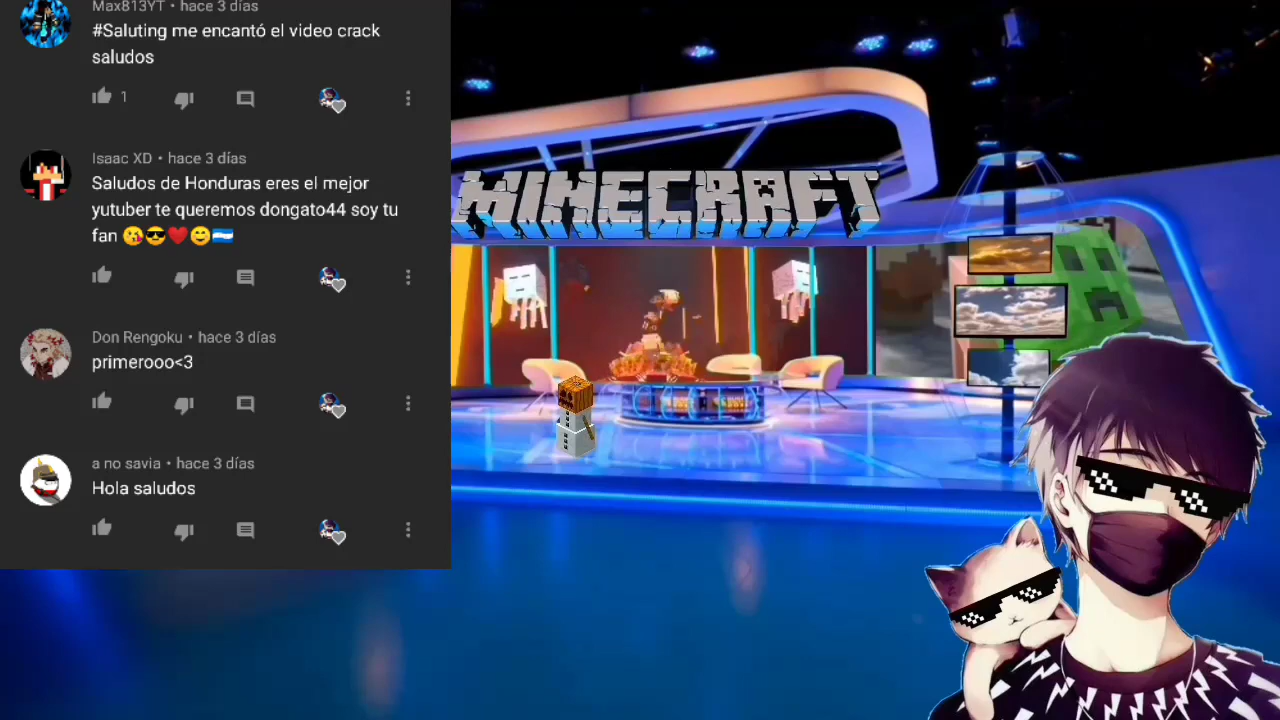 Max813YT • hace 3 días
#Saluting me encantó el video crack
saludos
1
Isaac XD • hace 3 días
Saludos de Honduras eres el mejor
yutuber te queremos dongato44 soy tu
fan 😘😎❤️😊🇭🇳
Don Rengoku • hace 3 días
primerooo<3
a no savia • hace 3 días
Hola saludos
MINECRAFT